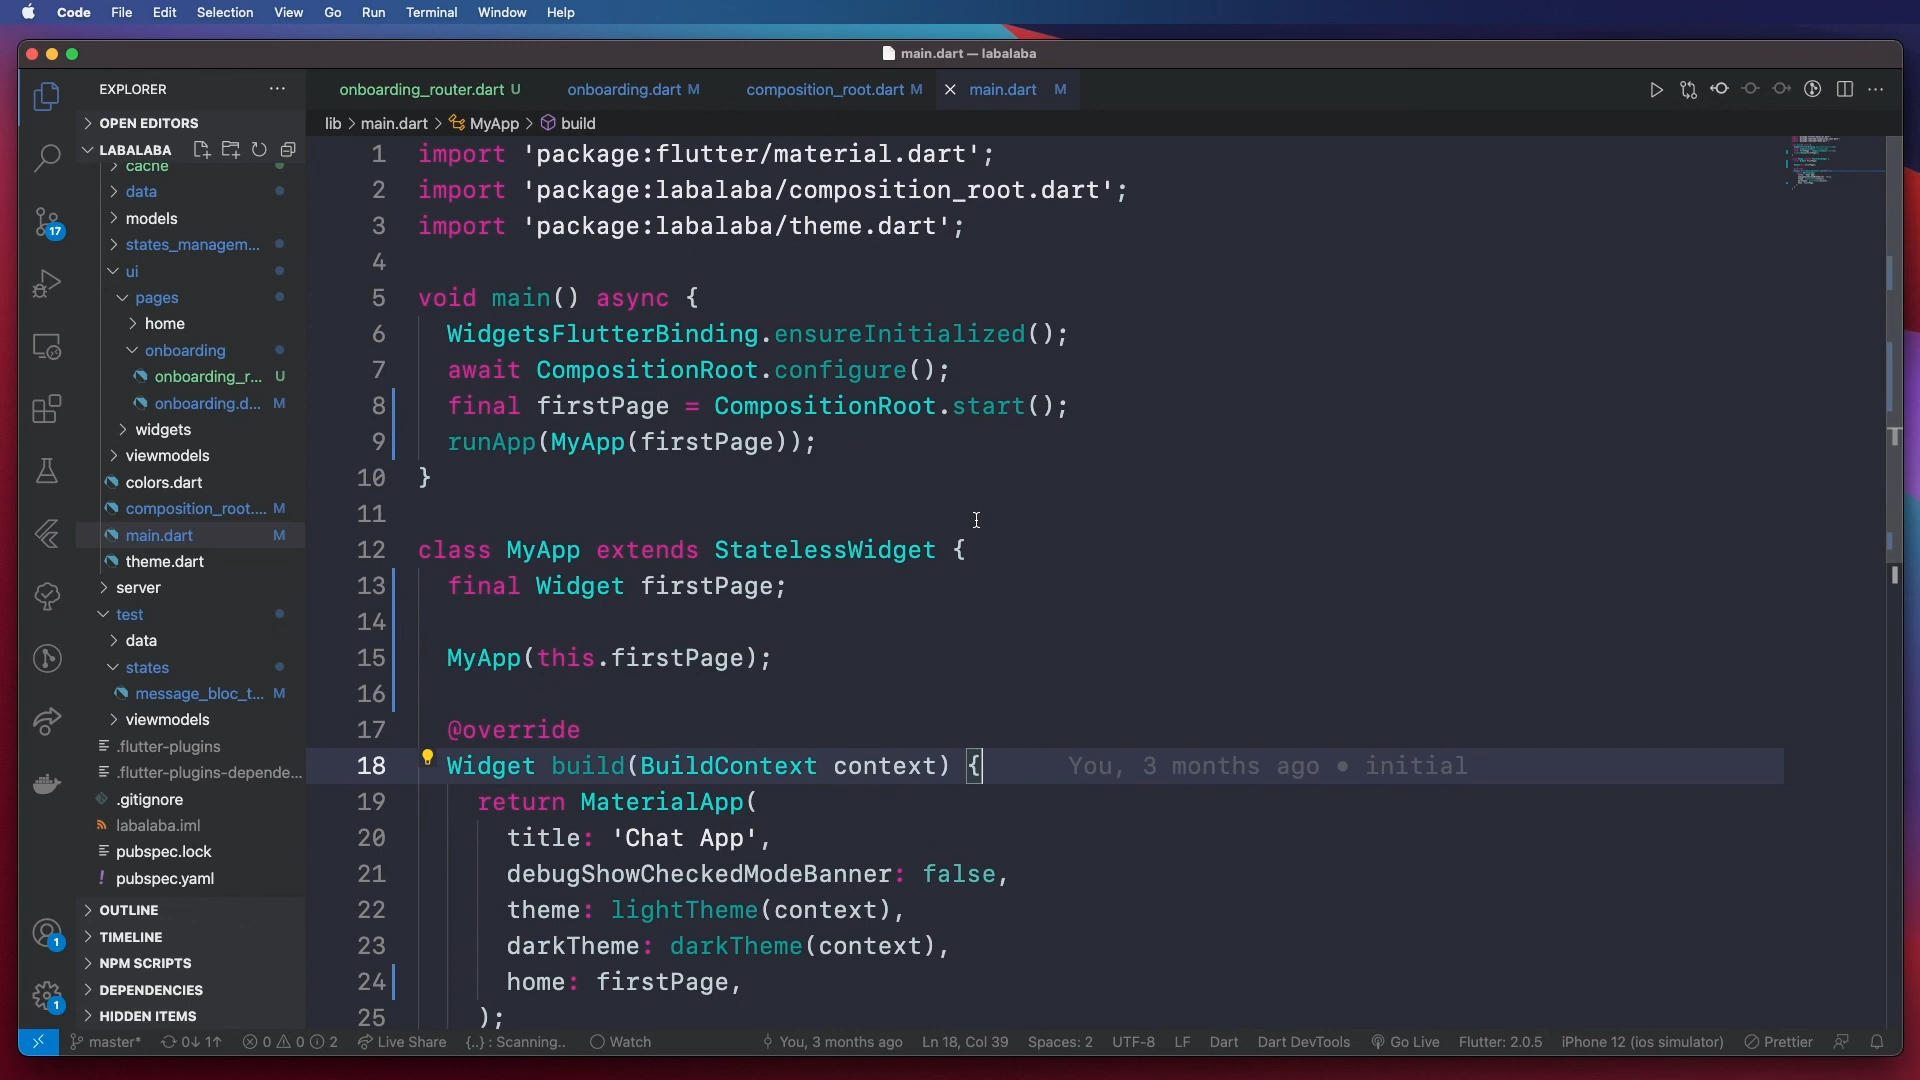 Code File Edit Selection View Go Run Terminal Window Help
main.dart — labalaba
EXPLORER
onboarding_router.dart U
onboarding.dart M
composition_root.dart M
main.dart M
OPEN EDITORS
lib > main.dart > MyApp > build
LABALABA
cache
data
models
states_managem...
ui
pages
home
onboarding
onboarding_r... U
onboarding.d... M
widgets
viewmodels
colors.dart
composition_root.... M
main.dart M
theme.dart
server
test
data
states
message_bloc_t... M
viewmodels
.flutter-plugins
.flutter-plugins-depende...
.gitignore
labalaba.iml
pubspec.lock
! pubspec.yaml
OUTLINE
TIMELINE
NPM SCRIPTS
DEPENDENCIES
HIDDEN ITEMS
17
1
1
1 import 'package:flutter/material.dart';
2 import 'package:labalaba/composition_root.dart';
3 import 'package:labalaba/theme.dart';
4
5 void main() async {
6 WidgetsFlutterBinding.ensureInitialized();
7 await CompositionRoot.configure();
8 final firstPage = CompositionRoot.start();
9 runApp(MyApp(firstPage));
10 }
11
12 class MyApp extends StatelessWidget {
13 final Widget firstPage;
14
15 MyApp(this.firstPage);
16
17 @override
18 Widget build(BuildContext context) { You, 3 months ago • initial
19 return MaterialApp(
20 title: 'Chat App',
21 debugShowCheckedModeBanner: false,
22 theme: lightTheme(context),
23 darkTheme: darkTheme(context),
24 home: firstPage,
25 );
master* 0↓ 1↑ 0 0 2 Live Share {..} : Scanning.. Watch You, 3 months ago Ln 18, Col 39 Spaces: 2 UTF-8 LF Dart Dart DevTools Go Live Flutter: 2.0.5 iPhone 12 (ios simulator) Prettier